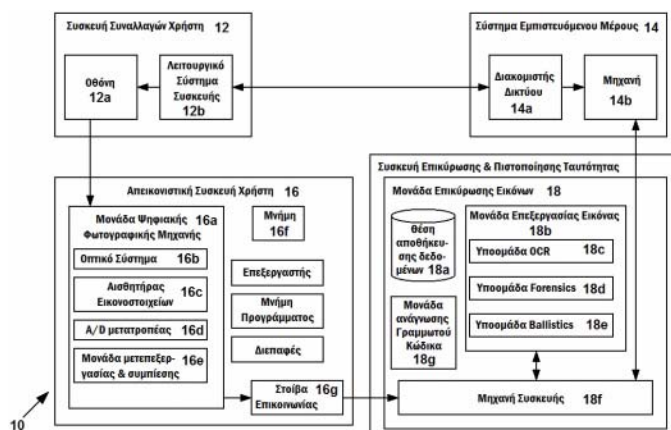 Συσκευή Συναλλαγών Χρήστη 12
Οθόνη
12a
Λειτουργικό
Σύστημα
Συσκευής
12b
Σύστημα Εμπιστευόμενου Μέρους 14
Διακομιστής
Δικτύου
14a
Μηχανή
14b
Απεικονιστική Συσκευή Χρήστη 16
Μονάδα Ψηφιακής 16a
Φωτογραφικής Μηχανής
Οπτικό Σύστημα 16b
Αισθητήρας
Εικονοστοιχείων 16c
A/D μετατροπέας 16d
Μονάδα μετεπεξερ-
γασίας & συμπίεσης 16e
Μνήμη
16f
Επεξεργαστής
Μνήμη
Προγράμματος
Διεπαφές
Στοίβα 16g
Επικοινωνίας
Συσκευή Επικύρωσης & Πιστοποίησης Ταυτότητας
Μονάδα Επικύρωσης Εικόνων 18
θέση
αποθήκευ-
σης δεδο-
μένων 18a
Μονάδα
ανάγνωσης
Γραμμωτού
Κώδικα
18g
Μονάδα Επεξεργασίας Εικόνας
18b
Υποομάδα OCR 18c
Υποομάδα Forensics 18d
Υποομάδα Ballistics 18e
Μηχανή Συσκευής 18f
10